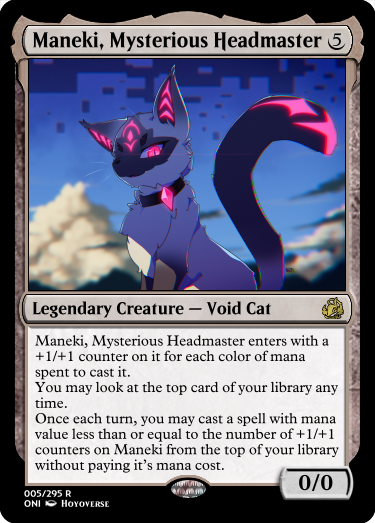 Maneki, Mysterious Headmaster 5
Legendary Creature — Void Cat
Maneki, Mysterious Headmaster enters with a
+1/+1 counter on it for each color of mana
spent to cast it.
You may look at the top card of your library any
time.
Once each turn, you may cast a spell with mana
value less than or equal to the number of +1/+1
counters on Maneki from the top of your library
without paying it's mana cost.
0/0
005/295 R
ONI Hoyoverse